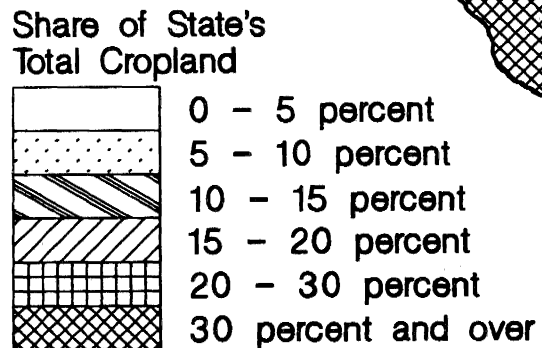 Share of State's
Total Cropland
0 - 5 percent
5 - 10 percent
10 - 15 percent
15 - 20 percent
20 - 30 percent
30 percent and over